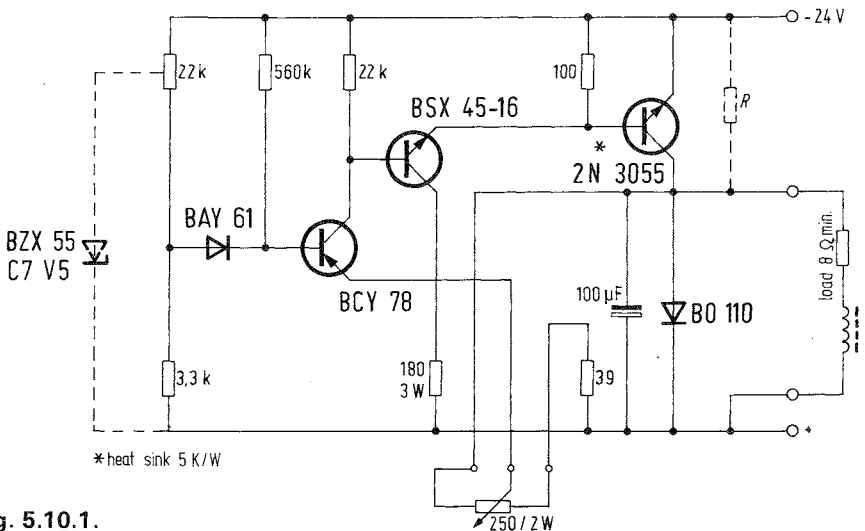 - 24 V
22 k
560 k
22 k
100
R
BSX 45-16
*
2N 3055
BAY 61
BZX 55
C7 V5
BCY 78
100 µF
BO 110
load 8 Ω min.
3,3 k
180
3 W
39
+
* heat sink 5 K/W
250 / 2 W
g. 5.10.1.